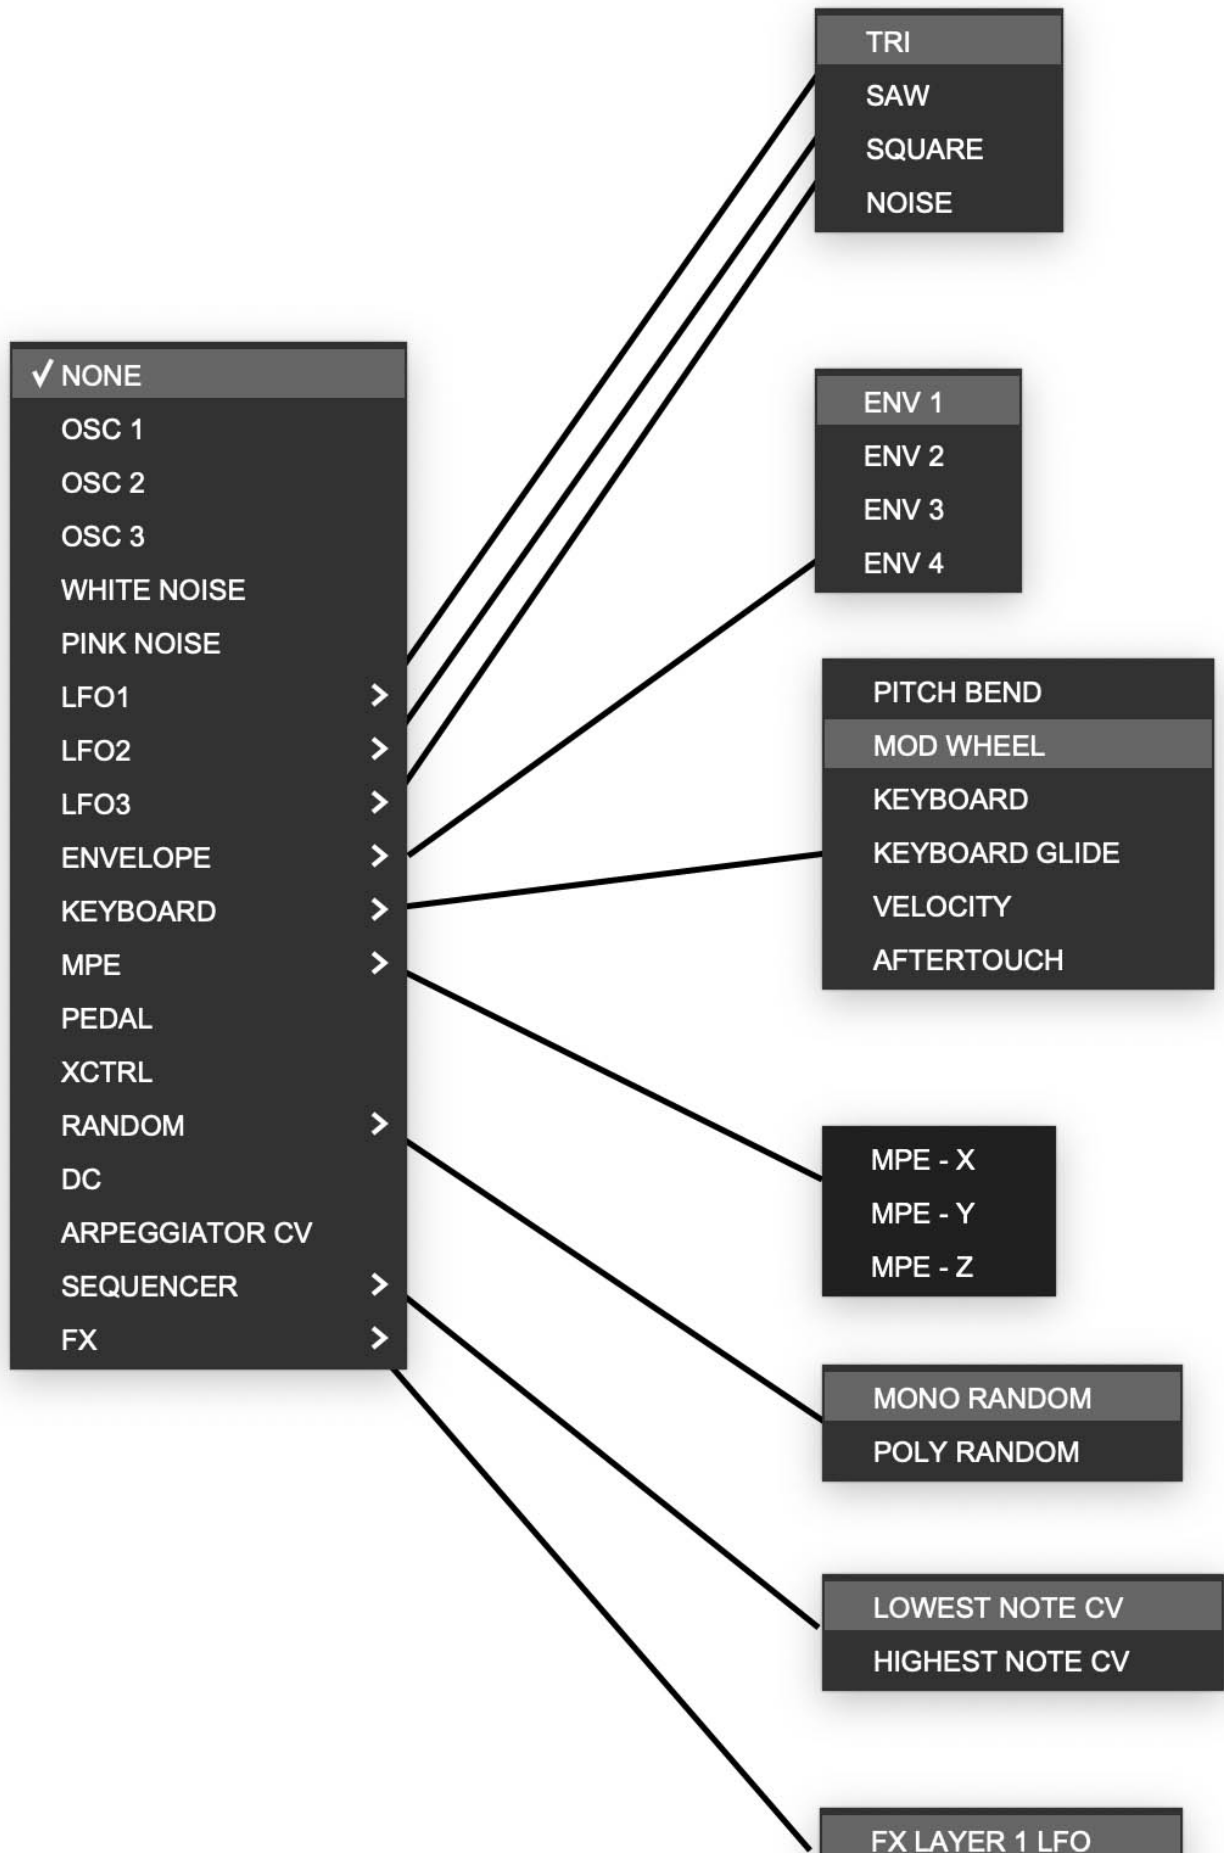 NONE
OSC 1
OSC 2
OSC 3
WHITE NOISE
PINK NOISE
LFO1
LFO2
LFO3
ENVELOPE
KEYBOARD
MPE
PEDAL
XCTRL
RANDOM
DC
ARPEGGIATOR CV
SEQUENCER
FX
TRI
SAW
SQUARE
NOISE
ENV 1
ENV 2
ENV 3
ENV 4
PITCH BEND
MOD WHEEL
KEYBOARD
KEYBOARD GLIDE
VELOCITY
AFTERTOUCH
MPE - X
MPE - Y
MPE - Z
MONO RANDOM
POLY RANDOM
LOWEST NOTE CV
HIGHEST NOTE CV
FX LAYER 1 LFO